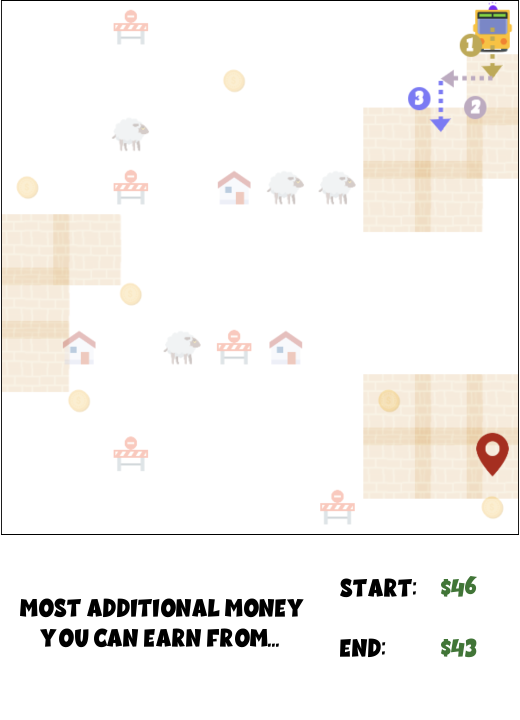 1
2
3
MOST ADDITIONAL MONEY
YOU CAN EARN FROM...
START: $46
END: $43